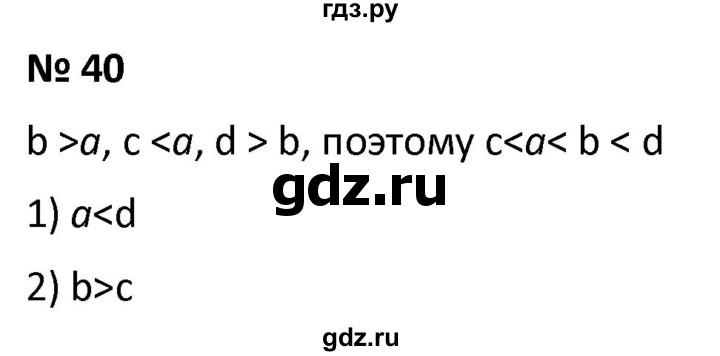 гдз.ру
№ 40
b >a, c <a, d > b, поэтому c<a< b < d
gdz.ru
1) a<d
2) b>c
gdz.ru